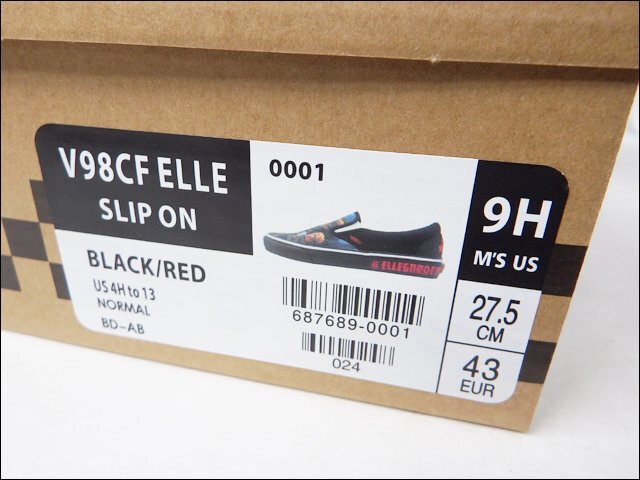 V98CF ELLE
SLIP ON
BLACK/RED
US 4H to 13
NORMAL
BD-AB
0001
ELLEGARDEN
687689-0001
024
9H
M'S US
27.5
CM
43
EUR